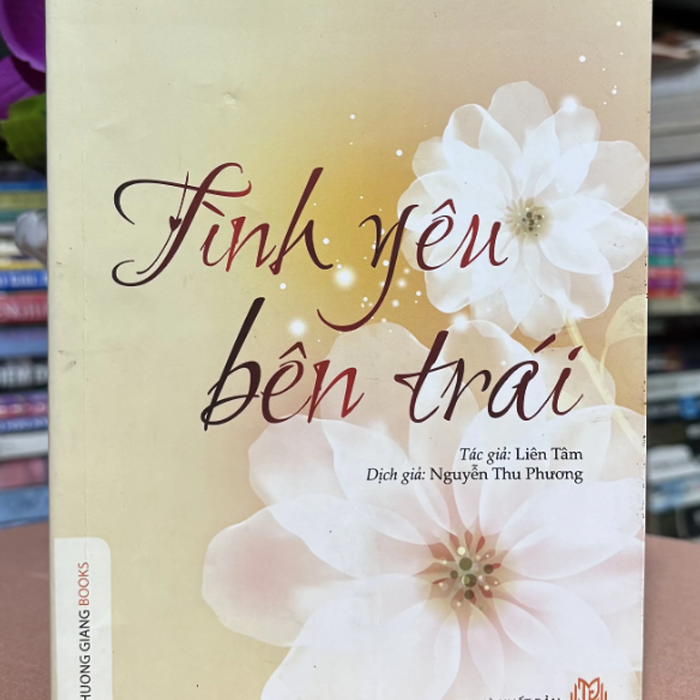 Tình yêu
bên trái
Tác giả: Liên Tâm
Dịch giả: Nguyễn Thu Phương
HUONG GIANG BOOKS